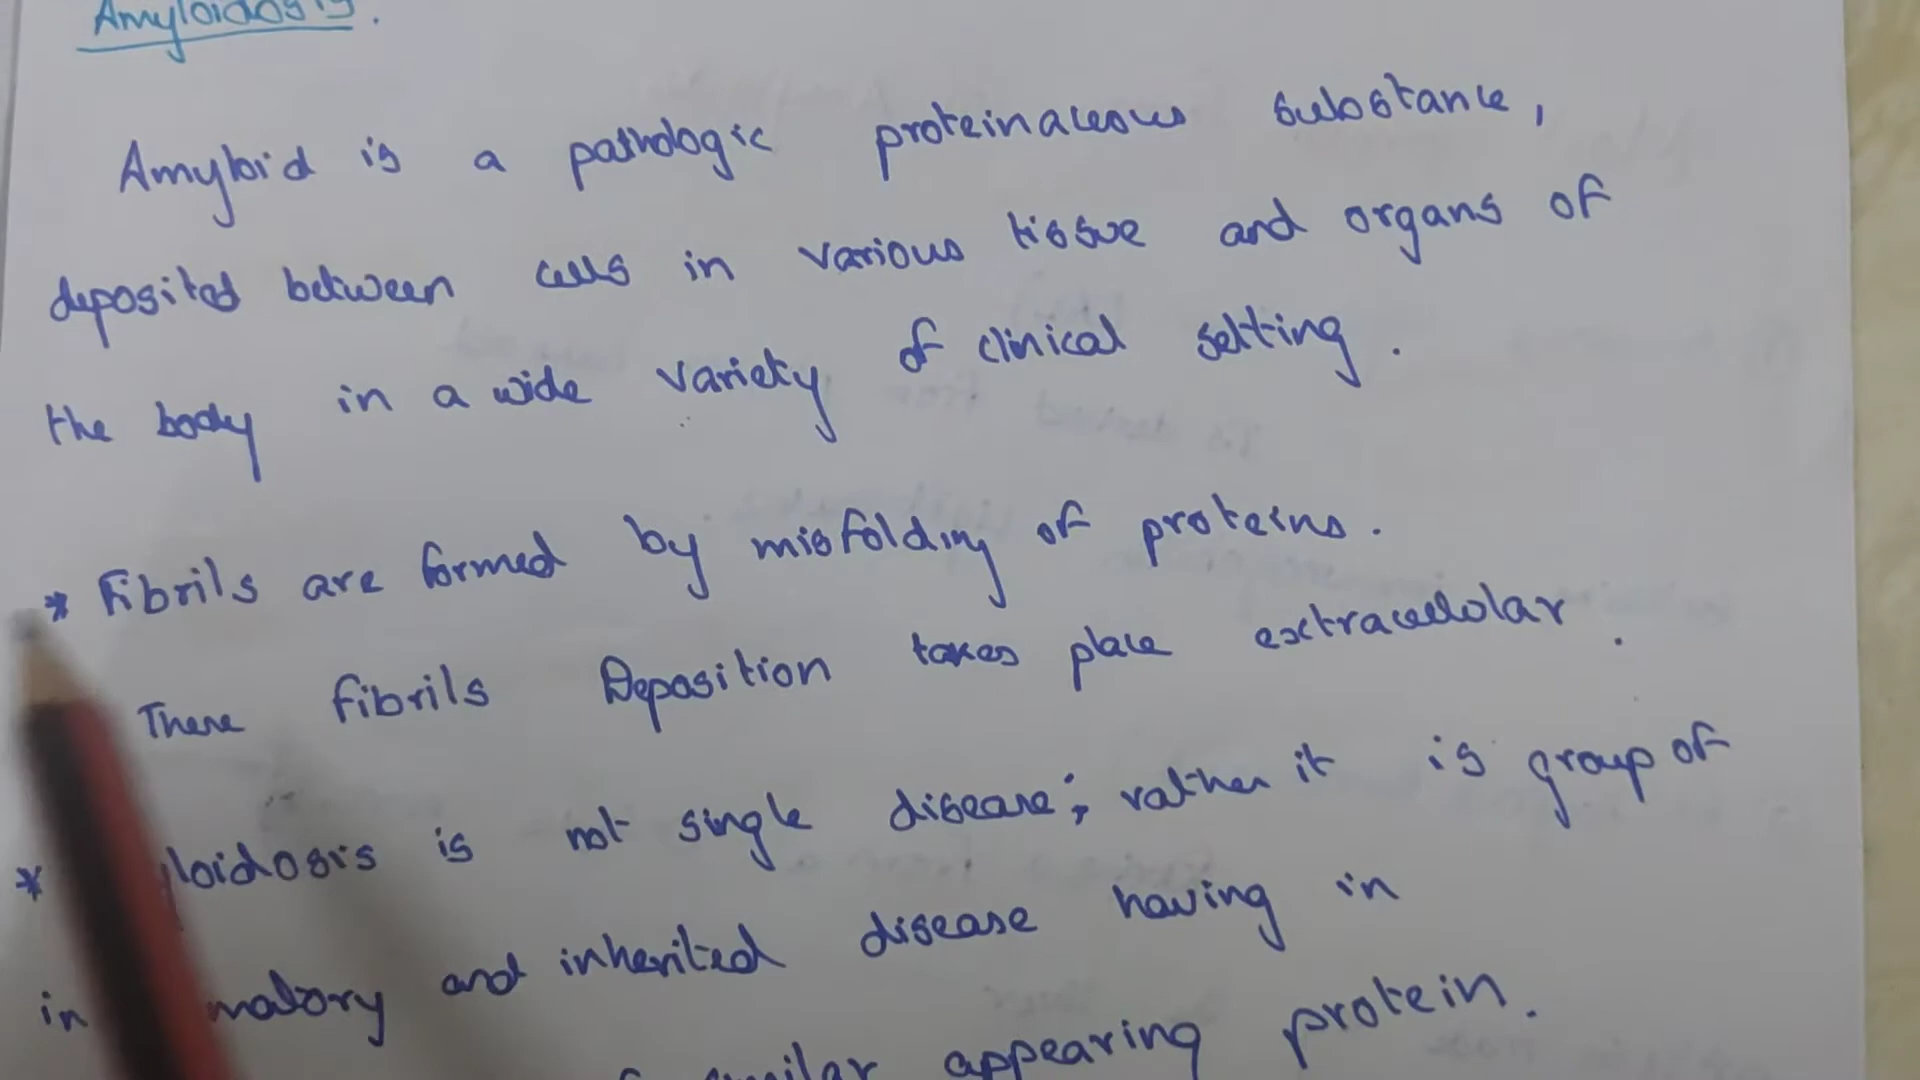 Amyloidosis.
Amyloid is a pathologic proteinaceous substance,
deposited between cells in various tissue and organs of
the body in a wide variety of clinical setting.
* Fibrils are formed by misfolding of proteins.
There fibrils Deposition takes place extracellular.
* loidosis is not single disease; rather it is group of
in matory and inherited disease having in
appearing protein.